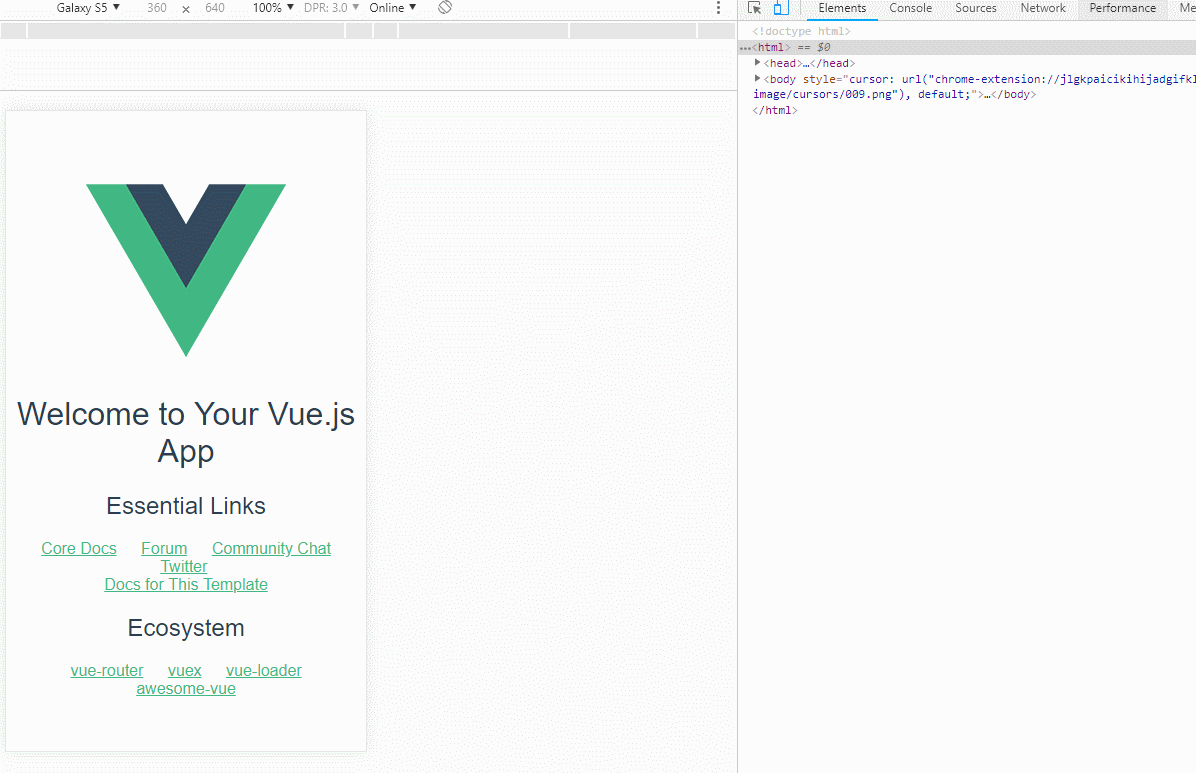 Galaxy S5 ▼ 360 × 640 100% ▼ DPR: 3.0 ▼ Online ▼
Elements Console Sources Network Performance Me
<!doctype html>
<html> == $0
<head>…</head>
<body style="cursor: url("chrome-extension://jlgkpaicikihijadgifkl
image/cursors/009.png"), default;">…</body>
</html>
Welcome to Your Vue.js
App
Essential Links
Core Docs Forum Community Chat
Twitter
Docs for This Template
Ecosystem
vue-router vuex vue-loader
awesome-vue